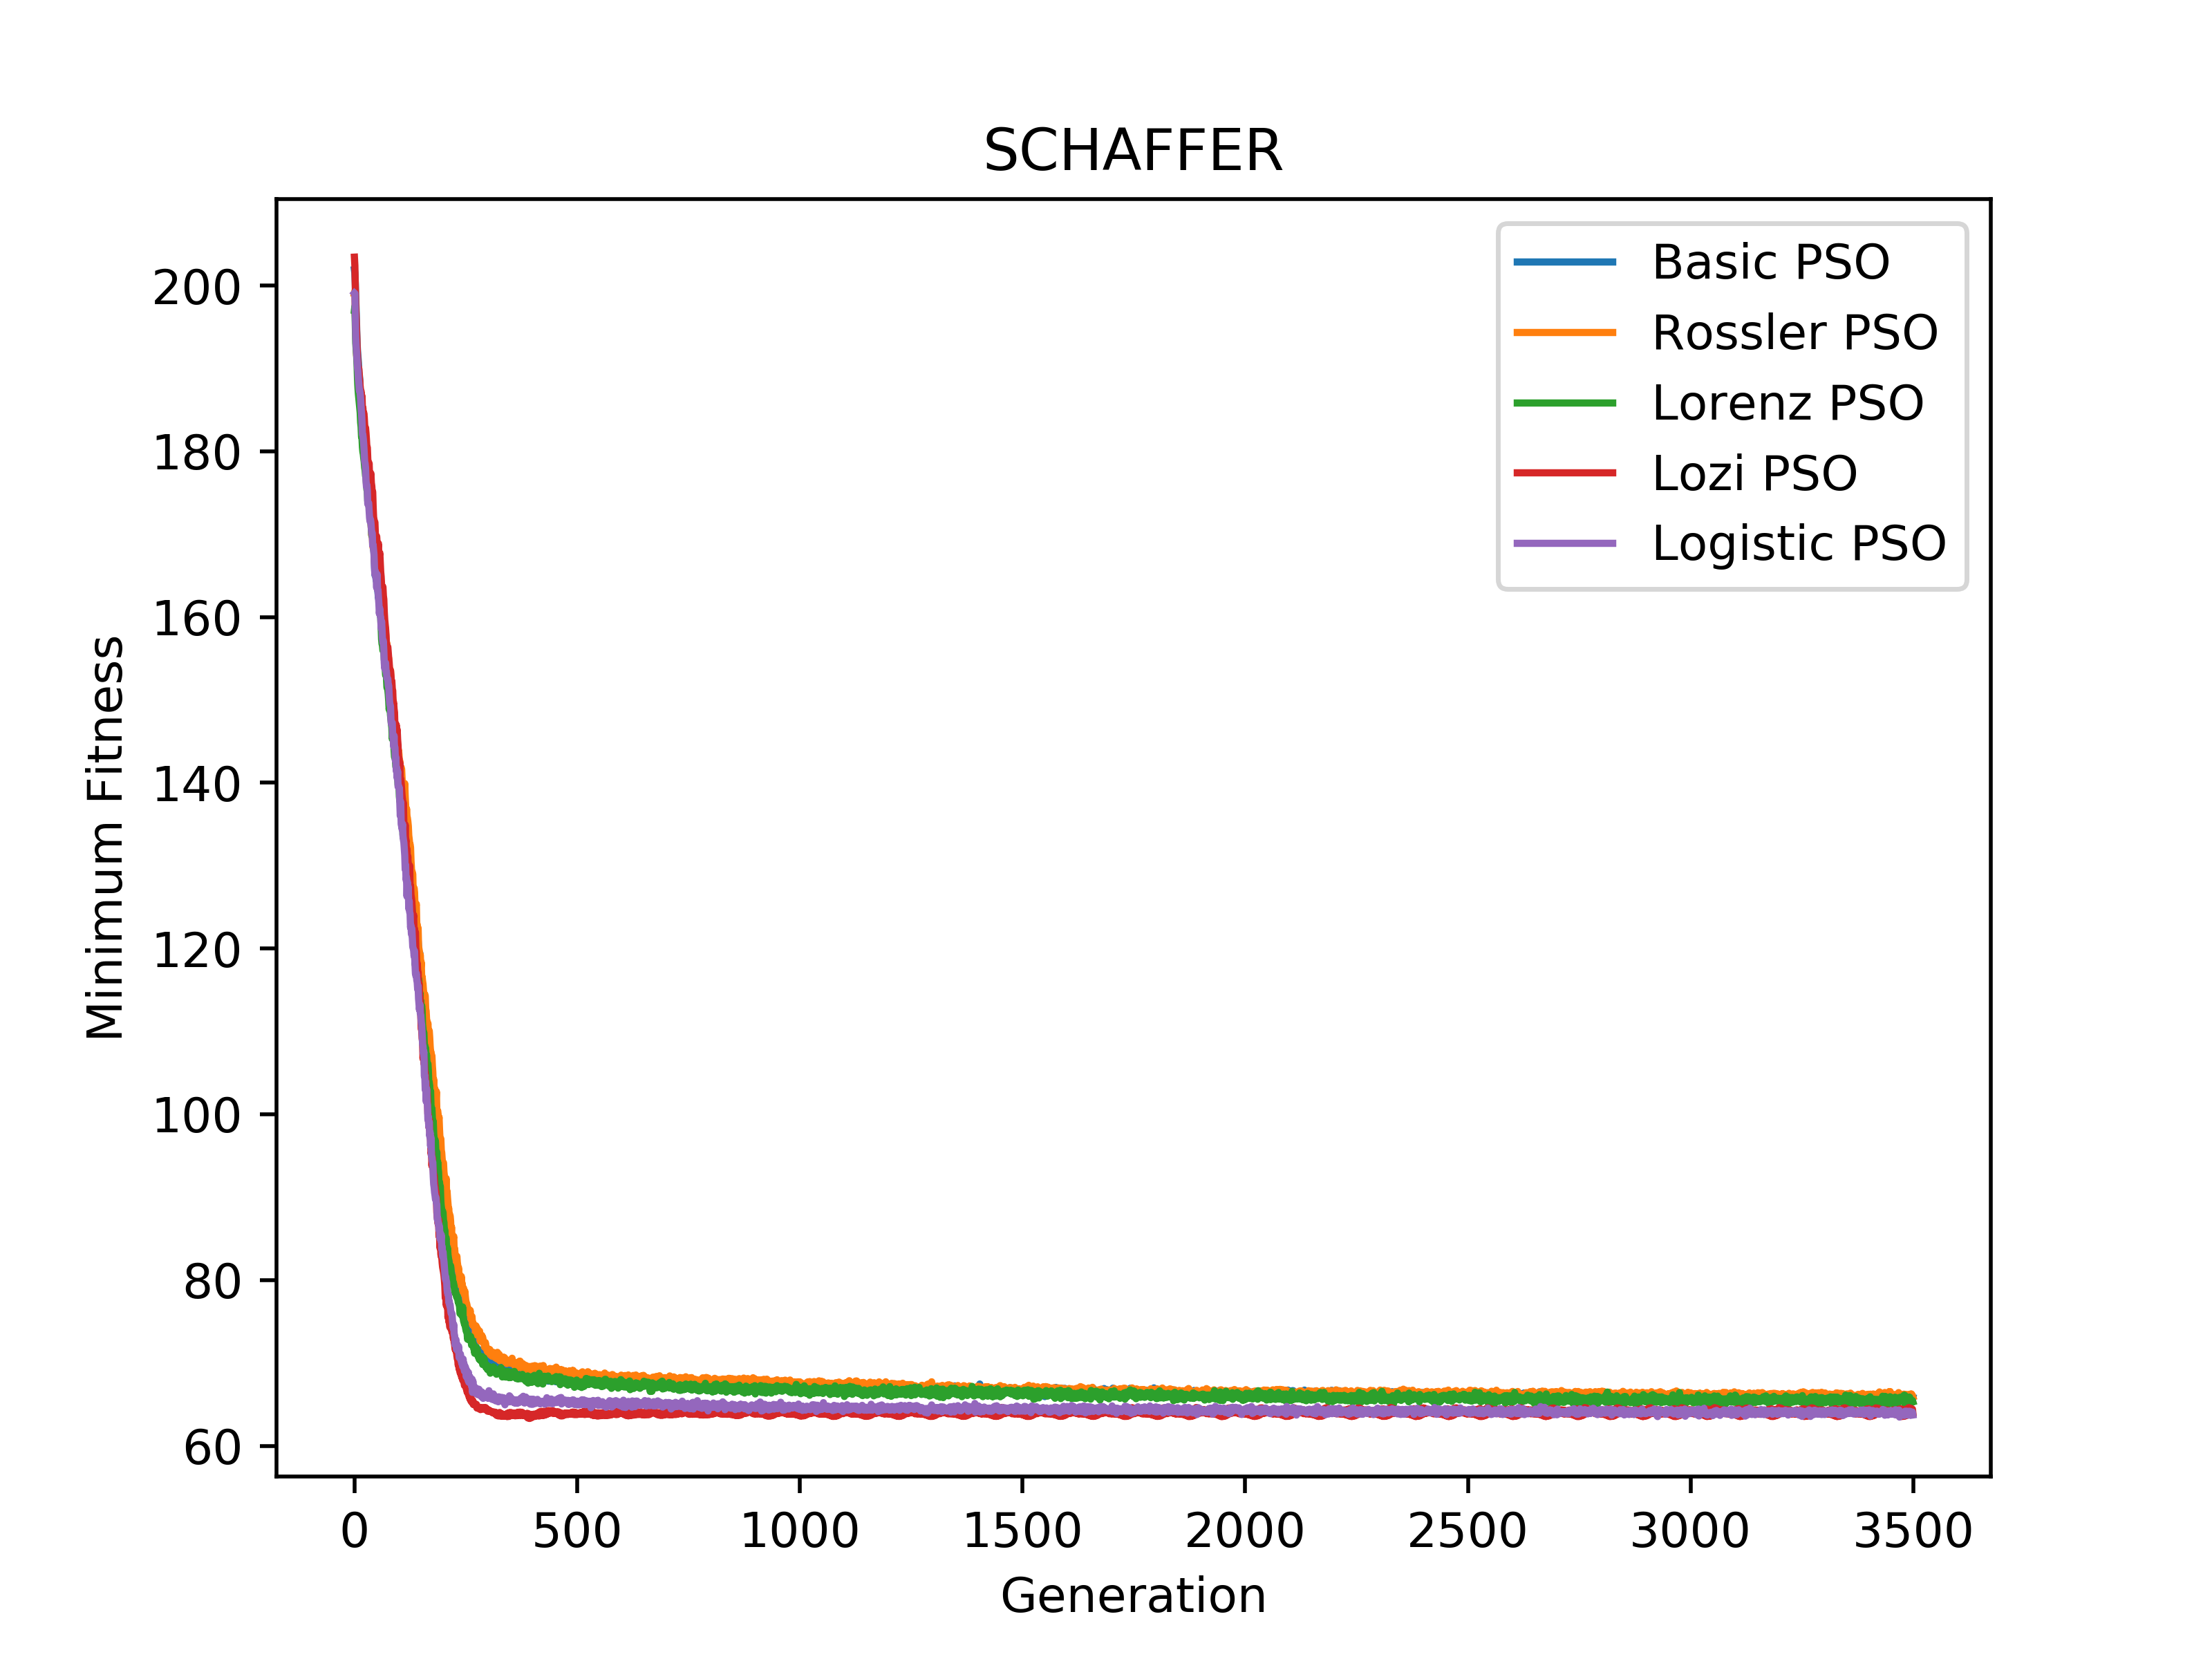 SCHAFFER
Basic PSO
Rossler PSO
Lorenz PSO
Lozi PSO
Logistic PSO
Minimum Fitness
200
180
160
140
120
100
80
60
0 500 1000 1500 2000 2500 3000 3500
Generation